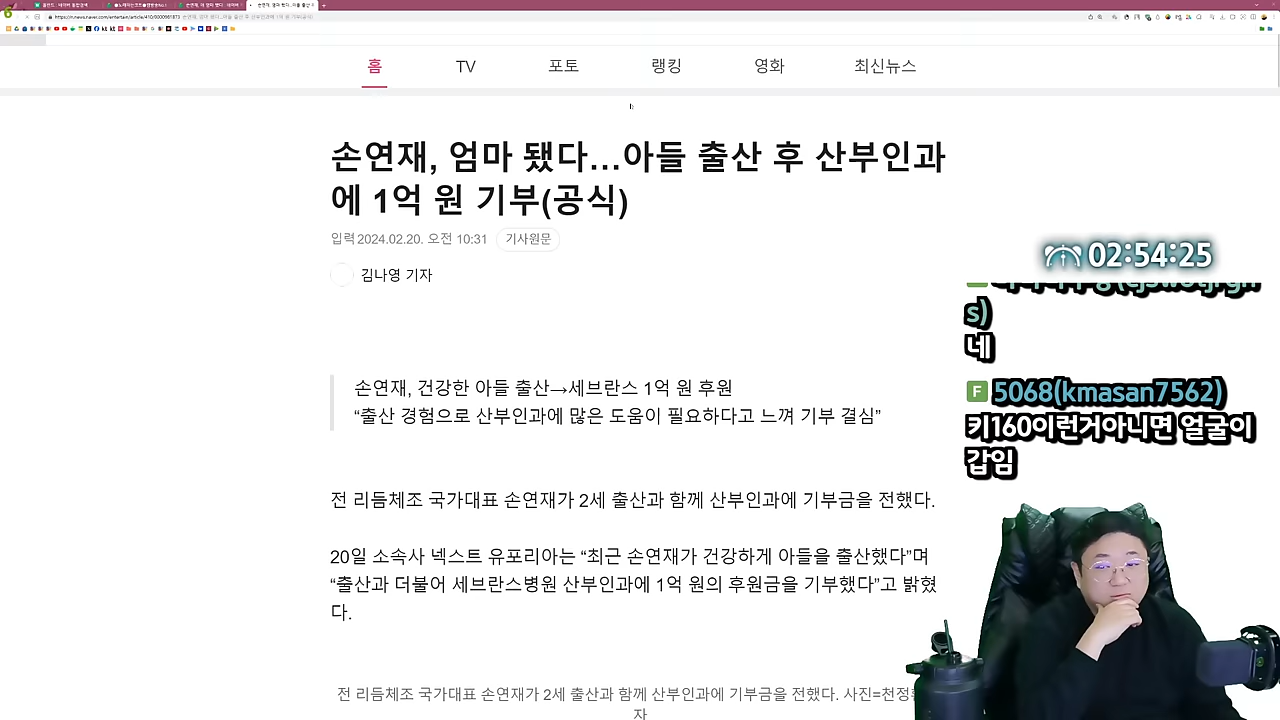 홈
TV
포토
랭킹
영화
최신뉴스
손연재, 엄마 됐다…아들 출산 후 산부인과
에 1억 원 기부(공식)
입력 2024.02.20. 오전 10:31
기사원문
김나영 기자
02:54:25
s)
네
손연재, 건강한 아들 출산→세브란스 1억 원 후원
F 5068(kmasan7562)
“출산 경험으로 산부인과에 많은 도움이 필요하다고 느껴 기부 결심”
키160이런거아니면 얼굴이
갑임
전 리듬체조 국가대표 손연재가 2세 출산과 함께 산부인과에 기부금을 전했다.
20일 소속사 넥스트 유포리아는 “최근 손연재가 건강하게 아들을 출산했다”며
“출산과 더불어 세브란스병원 산부인과에 1억 원의 후원금을 기부했다”고 밝혔
다.
전 리듬체조 국가대표 손연재가 2세 출산과 함께 산부인과에 기부금을 전했다. 사진=천정
자